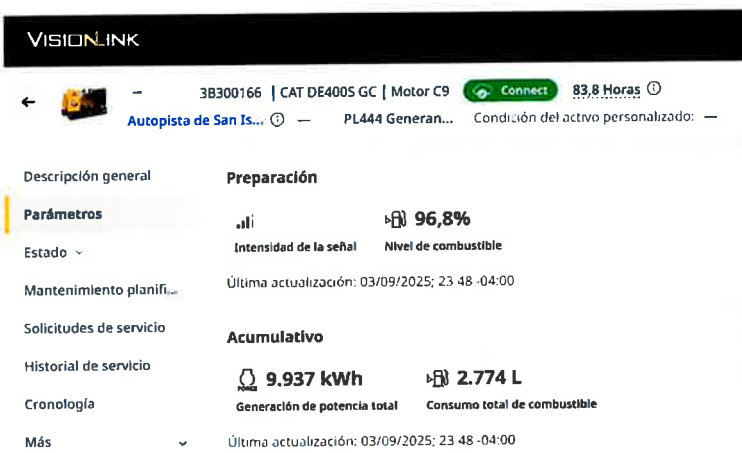 VISIONLINK
— 3B300166 | CAT DE400S GC | Motor C9 Connect 83,8 Horas
Autopista de San Is... — PL444 Generan... Condición del activo personalizado: —
Descripción general
Parámetros
Estado
Mantenimiento planifi...
Solicitudes de servicio
Historial de servicio
Cronología
Más
Preparación
96,8%
Intensidad de la señal Nivel de combustible
Última actualización: 03/09/2025; 23 48 -04:00
Acumulativo
POWER 9.937 kWh 2.774 L
Generación de potencia total Consumo total de combustible
Última actualización: 03/09/2025; 23 48 -04:00